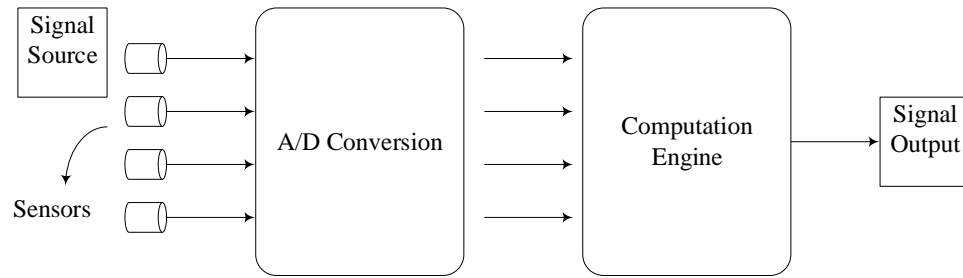 Signal
Source
Sensors
A/D Conversion
Computation
Engine
Signal
Output